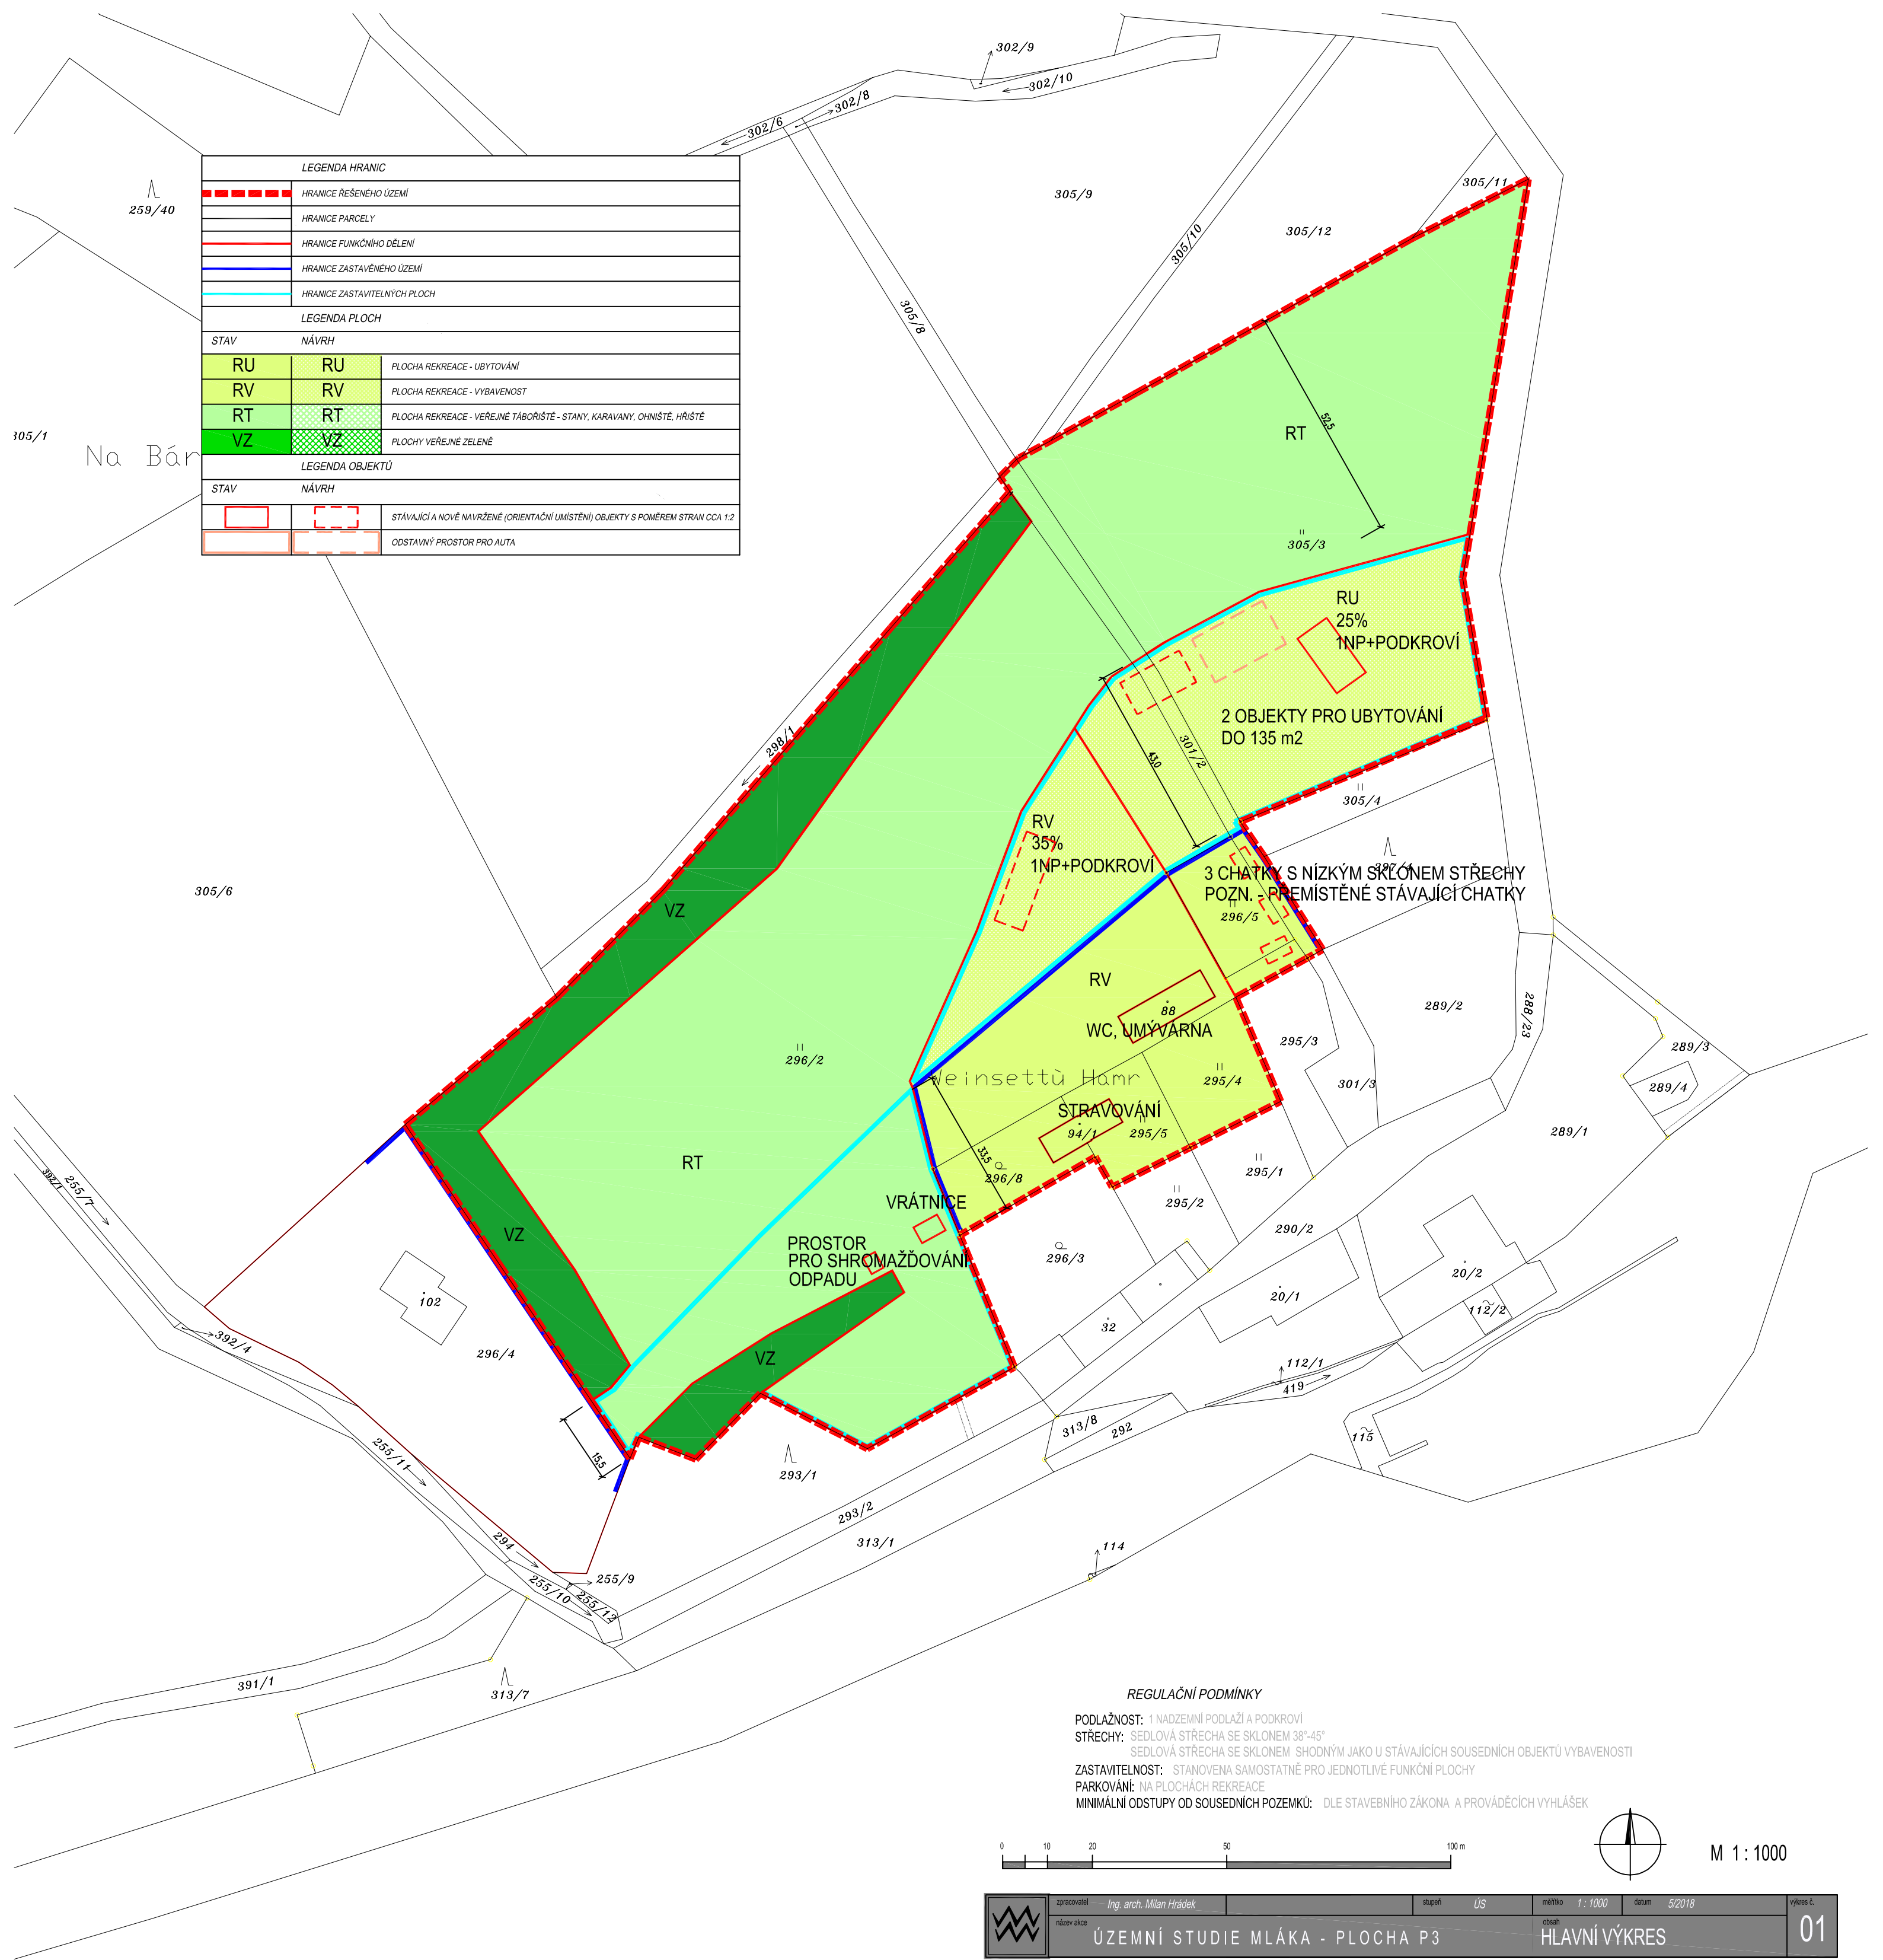 302/9
302/10
302/8
302/6
LEGENDA HRANIC
HRANICE ŘEŠENÉHO ÚZEMÍ
HRANICE PARCELY
HRANICE FUNKČNÍHO DĚLENÍ
HRANICE ZASTAVĚNÉHO ÚZEMÍ
HRANICE ZASTAVITELNÝCH PLOCH
LEGENDA PLOCH
STAV NÁVRH
RU RU PLOCHA REKREACE - UBYTOVÁNÍ
RV RV PLOCHA REKREACE - VYBAVENOST
RT RT PLOCHA REKREACE - VEŘEJNÉ TÁBOŘIŠTĚ - STANY, KARAVANY, OHNIŠTĚ, HŘIŠTĚ
VZ VZ PLOCHY VEŘEJNÉ ZELENĚ
LEGENDA OBJEKTŮ
STAV NÁVRH
STÁVAJÍCÍ A NOVĚ NAVRŽENÉ (ORIENTAČNÍ UMÍSTĚNÍ) OBJEKTY S POMĚREM STRAN CCA 1:2
ODSTAVNÝ PROSTOR PRO AUTA
259/40
305/9
305/11
305/12
305/10
305/8
305/1
Na Bár
RT
52,5
305/3
RU
25%
1NP+PODKROVÍ
2 OBJEKTY PRO UBYTOVÁNÍ
DO 135 m2
298/1
301/2
43,0
305/4
RV
35%
1NP+PODKROVÍ
3 CHATKY S NÍZKÝM SKLONEM STŘECHY
POZN. - PŘEMÍSTĚNÉ STÁVAJÍCÍ CHATKY
296/5
305/6
VZ
RV
88
WC, UMÝVÁRNA
289/2
288/23
295/3
289/3
289/4
289/1
296/2
Weinsettù Hamr
295/4
301/3
STRAVOVÁNÍ
94/1
295/5
33,5
296/8
295/1
295/2
RT
VRÁTNICE
PROSTOR
PRO SHROMAŽĎOVÁNÍ
ODPADU
VZ
296/3
290/2
20/2
20/1
112/2
392/1
255/7
102
392/4
296/4
32
VZ
112/1
419
313/8
292
115
15,5
293/1
255/11
293/2
313/1
294
114
255/9
255/10
255/12
391/1
313/7
REGULAČNÍ PODMÍNKY
PODLAŽNOST: 1 NADZEMNÍ PODLAŽÍ A PODKROVÍ
STŘECHY: SEDLOVÁ STŘECHA SE SKLONEM 38°-45°
SEDLOVÁ STŘECHA SE SKLONEM SHODNÝM JAKO U STÁVAJÍCÍCH SOUSEDNÍCH OBJEKTŮ VYBAVENOSTI
ZASTAVITELNOST: STANOVENA SAMOSTATNĚ PRO JEDNOTLIVÉ FUNKČNÍ PLOCHY
PARKOVÁNÍ: NA PLOCHÁCH REKREACE
MINIMÁLNÍ ODSTUPY OD SOUSEDNÍCH POZEMKŮ: DLE STAVEBNÍHO ZÁKONA A PROVÁDĚCÍCH VYHLÁŠEK
0 10 20 50 100 m
M 1 : 1000
zpracovatel Ing. arch. Milan Hrádek stupeň ÚS měřítko 1 : 1000 datum 5/2018 výkres č.
název akce ÚZEMNÍ STUDIE MLÁKA - PLOCHA P3 obsah HLAVNÍ VÝKRES 01